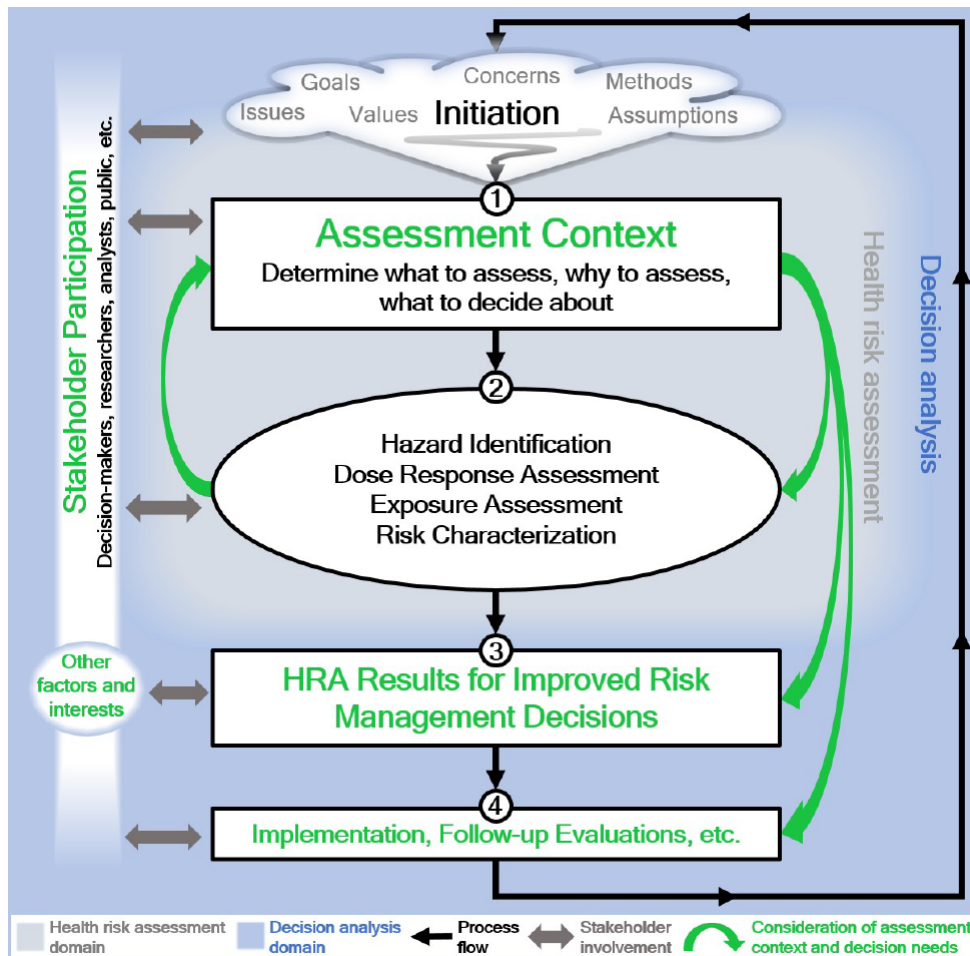 Goals
Concerns
Methods
Issues
Values
Initiation
Assumptions
1
Assessment Context
Determine what to assess, why to assess,
what to decide about
2
Hazard Identification
Dose Response Assessment
Exposure Assessment
Risk Characterization
3
HRA Results for Improved Risk
Management Decisions
4
Implementation, Follow-up Evaluations, etc.
Stakeholder Participation
Decision-makers, researchers, analysts, public, etc.
Other
factors and
interests
Health risk assessment
Decision analysis
Health risk assessment
domain
Decision analysis
domain
Process
flow
Stakeholder
involvement
Consideration of assessment
context and decision needs